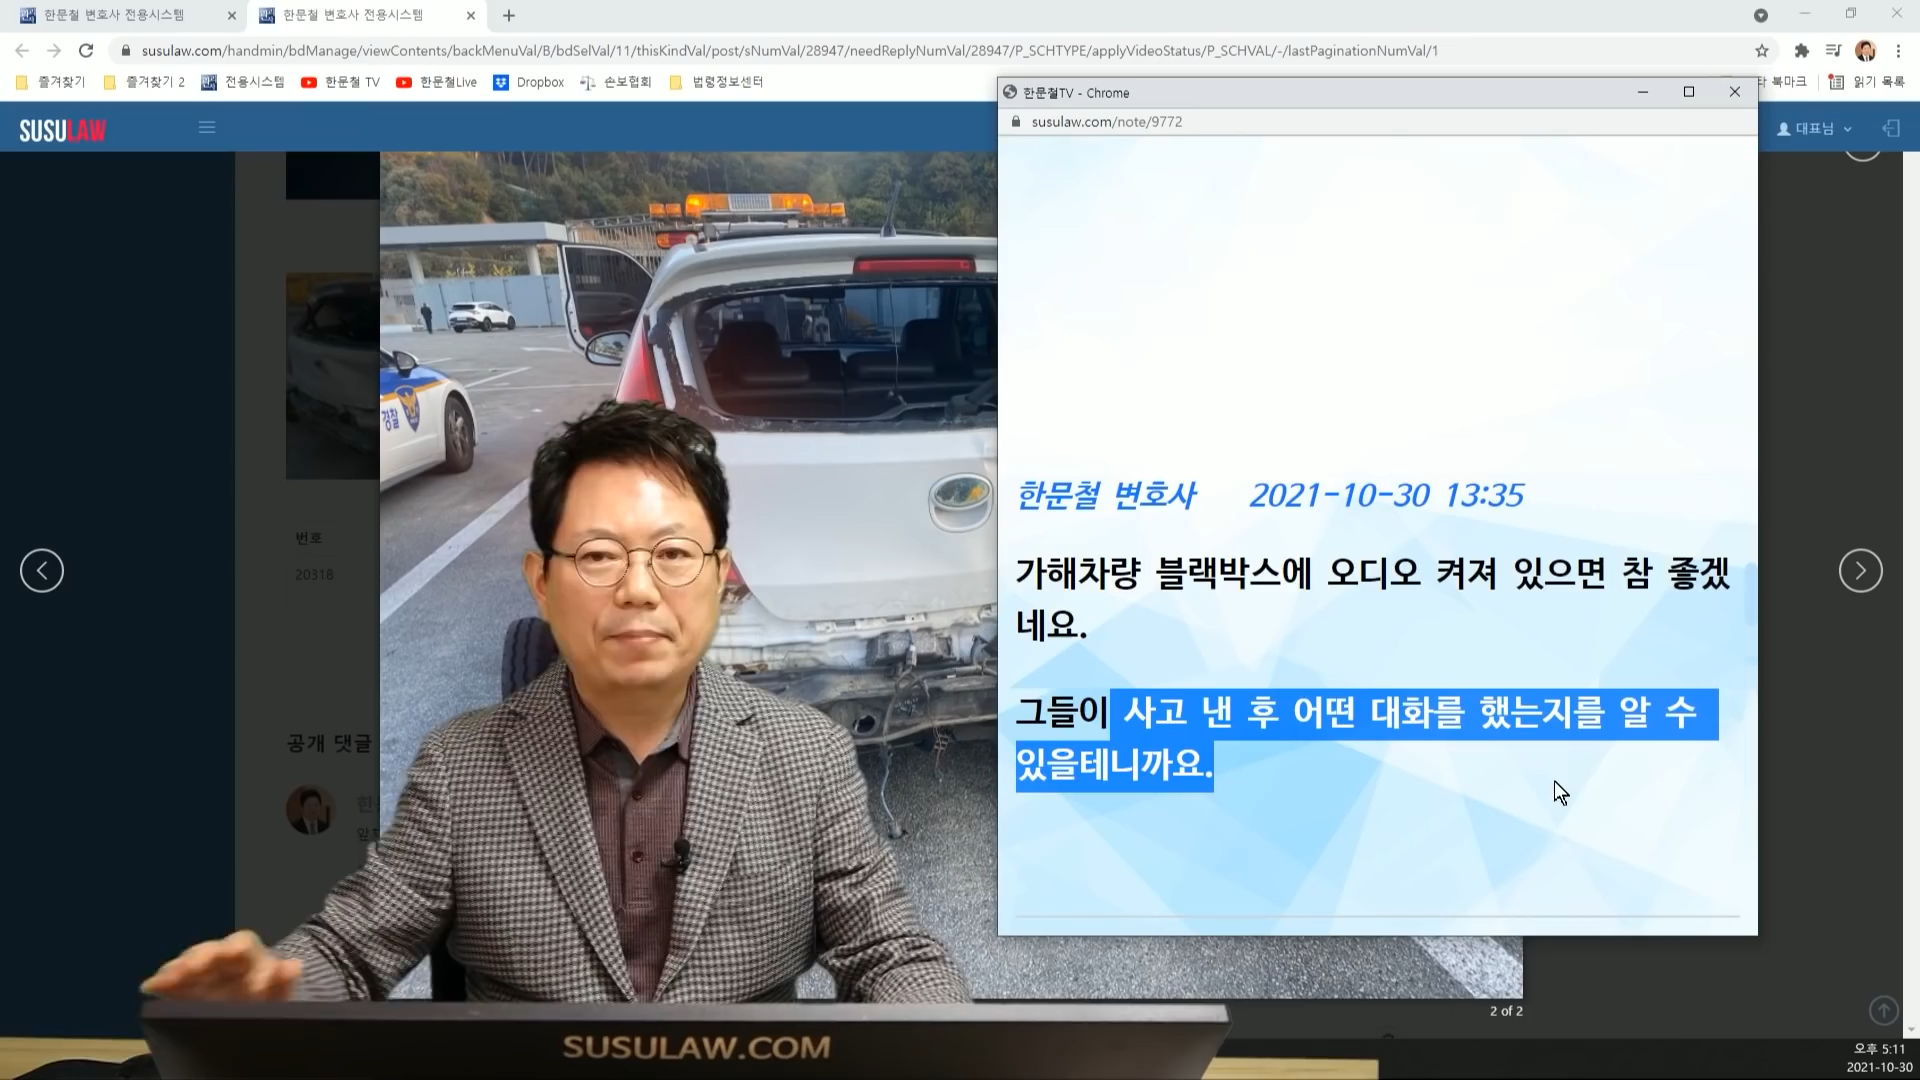 한문철 변호사 전용시스템
한문철 변호사 전용시스템
susulaw.com/handmin/bdManage/viewContents/backMenuVal/B/bdSelVal/11/thisKindVal/post/sNumVal/28947/needReplyNumVal/28947/P_SCHTYPE/applyVideoStatus/P_SCHVAL/-/lastPaginationNumVal/1
즐겨찾기 즐겨찾기 2 전용시스템 한문철 TV 한문철Live Dropbox 손보협회 법령정보센터
북마크 읽기 목록
한문철TV - Chrome
susulaw.com/note/9772
SUSULAW
대표님
경찰
한문철 변호사 2021-10-30 13:35
가해차량 블랙박스에 오디오 켜져 있으면 참 좋겠
네요.
그들이 사고 낸 후 어떤 대화를 했는지를 알 수
있을테니까요.
번호
20318
공개 댓글
2 of 2
SUSULAW.COM
오후 5:11
2021-10-30